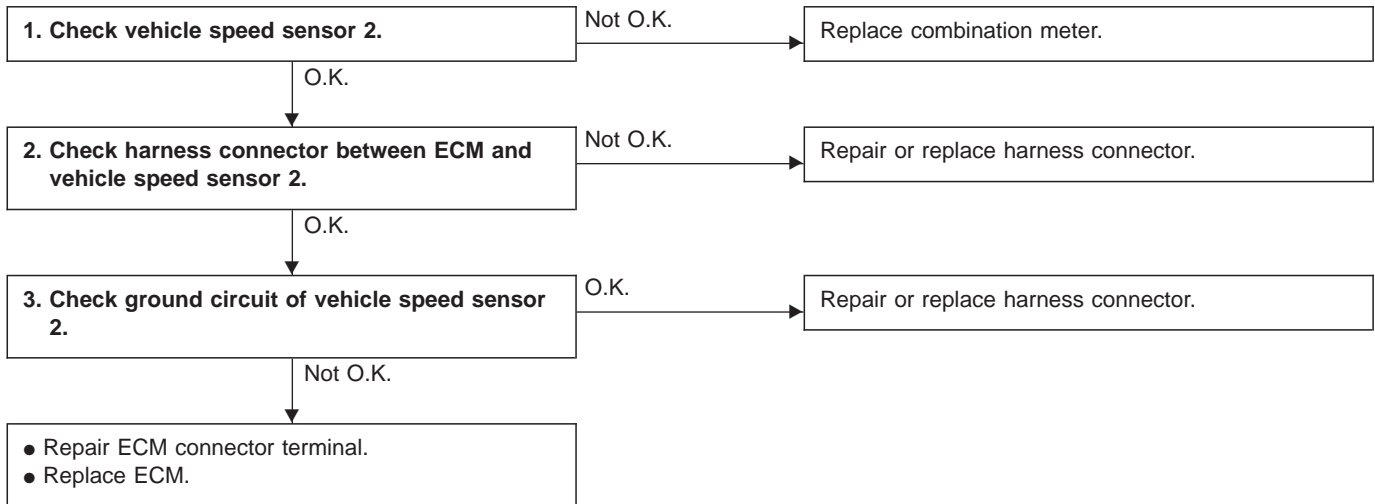 1. Check vehicle speed sensor 2.
Not O.K.
Replace combination meter.
O.K.
2. Check harness connector between ECM and
vehicle speed sensor 2.
Not O.K.
Repair or replace harness connector.
O.K.
3. Check ground circuit of vehicle speed sensor
2.
O.K.
Repair or replace harness connector.
Not O.K.
● Repair ECM connector terminal.
● Replace ECM.